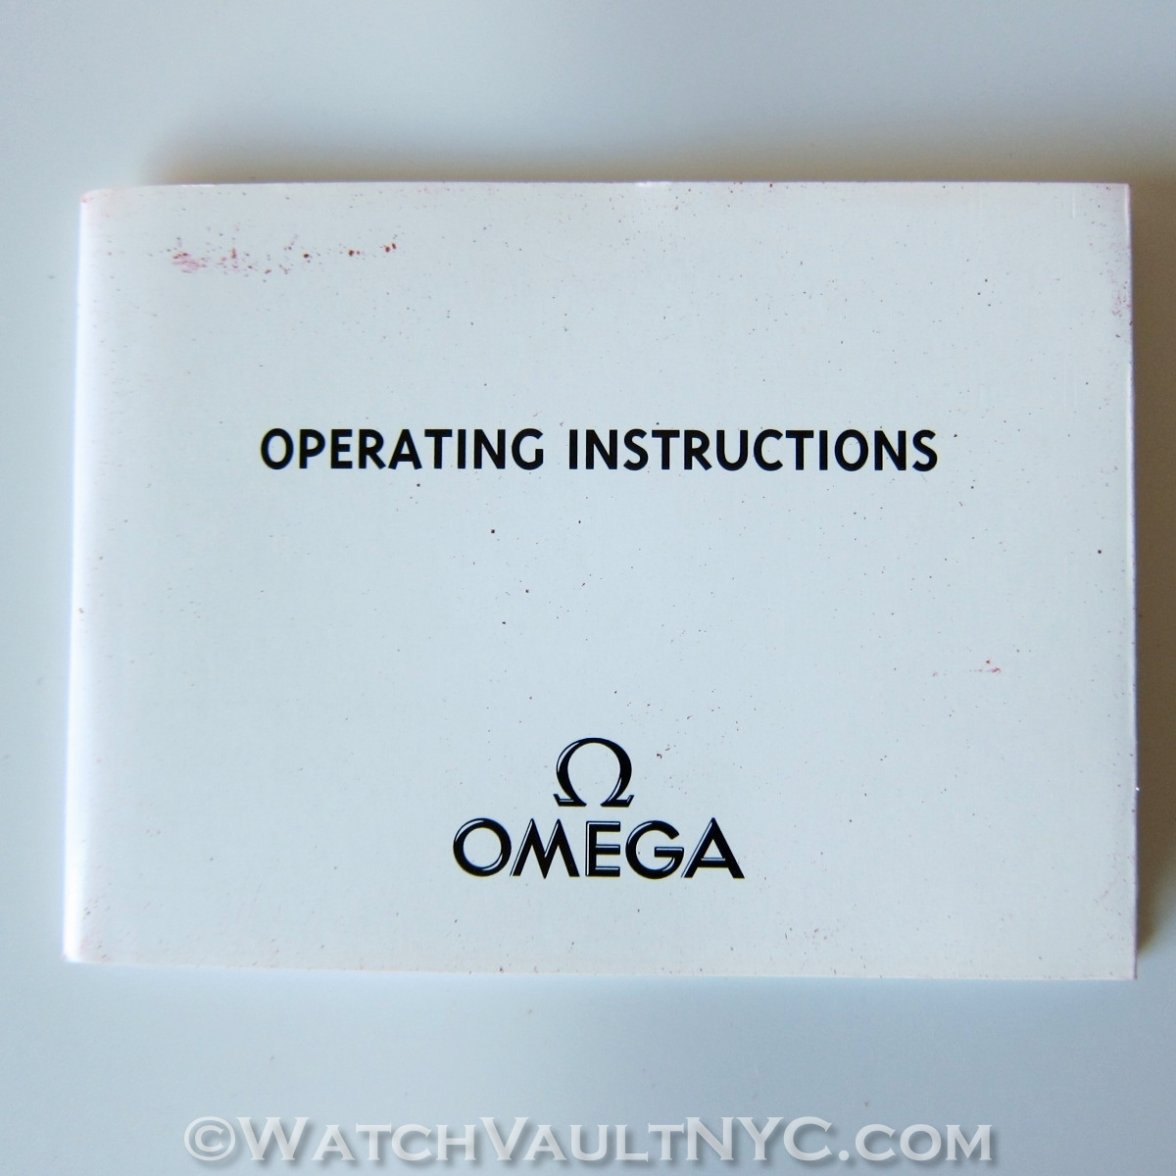 OPERATING INSTRUCTIONS
Ω
OMEGA
©WATCHVAULTNYC.COM